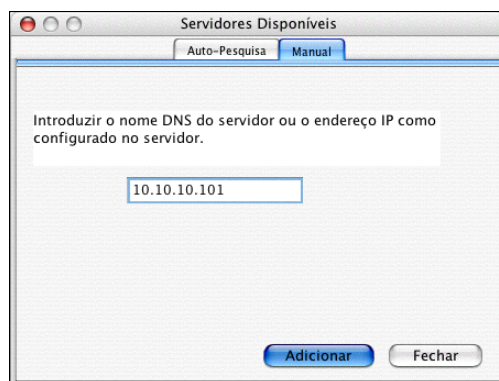 Servidores Disponíveis
Auto-Pesquisa
Manual
Introduzir o nome DNS do servidor ou o endereço IP como
configurado no servidor.
10.10.10.101
Adicionar
Fechar